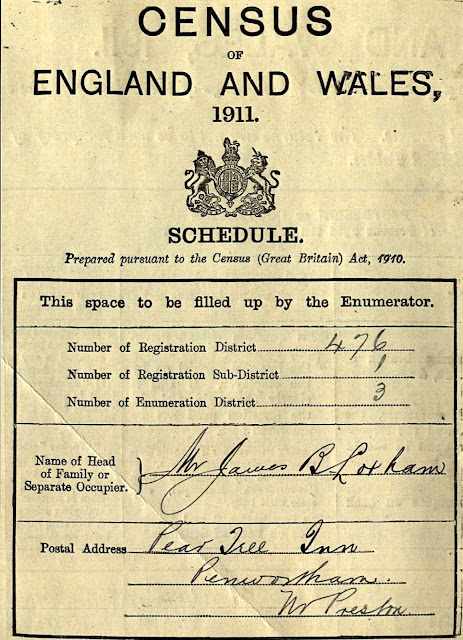 CENSUS
OF
ENGLAND AND WALES,
1911.
SCHEDULE.
Prepared pursuant to the Census (Great Britain) Act, 1910.
This space to be filled up by the Enumerator.
Number of Registration District 476
Number of Registration Sub-District 1
Number of Enumeration District 3
Name of Head
of Family or
Separate Occupier.
Mr James B Loxham
Postal Address Pear Tree Inn
Penwortham.
Nr Preston